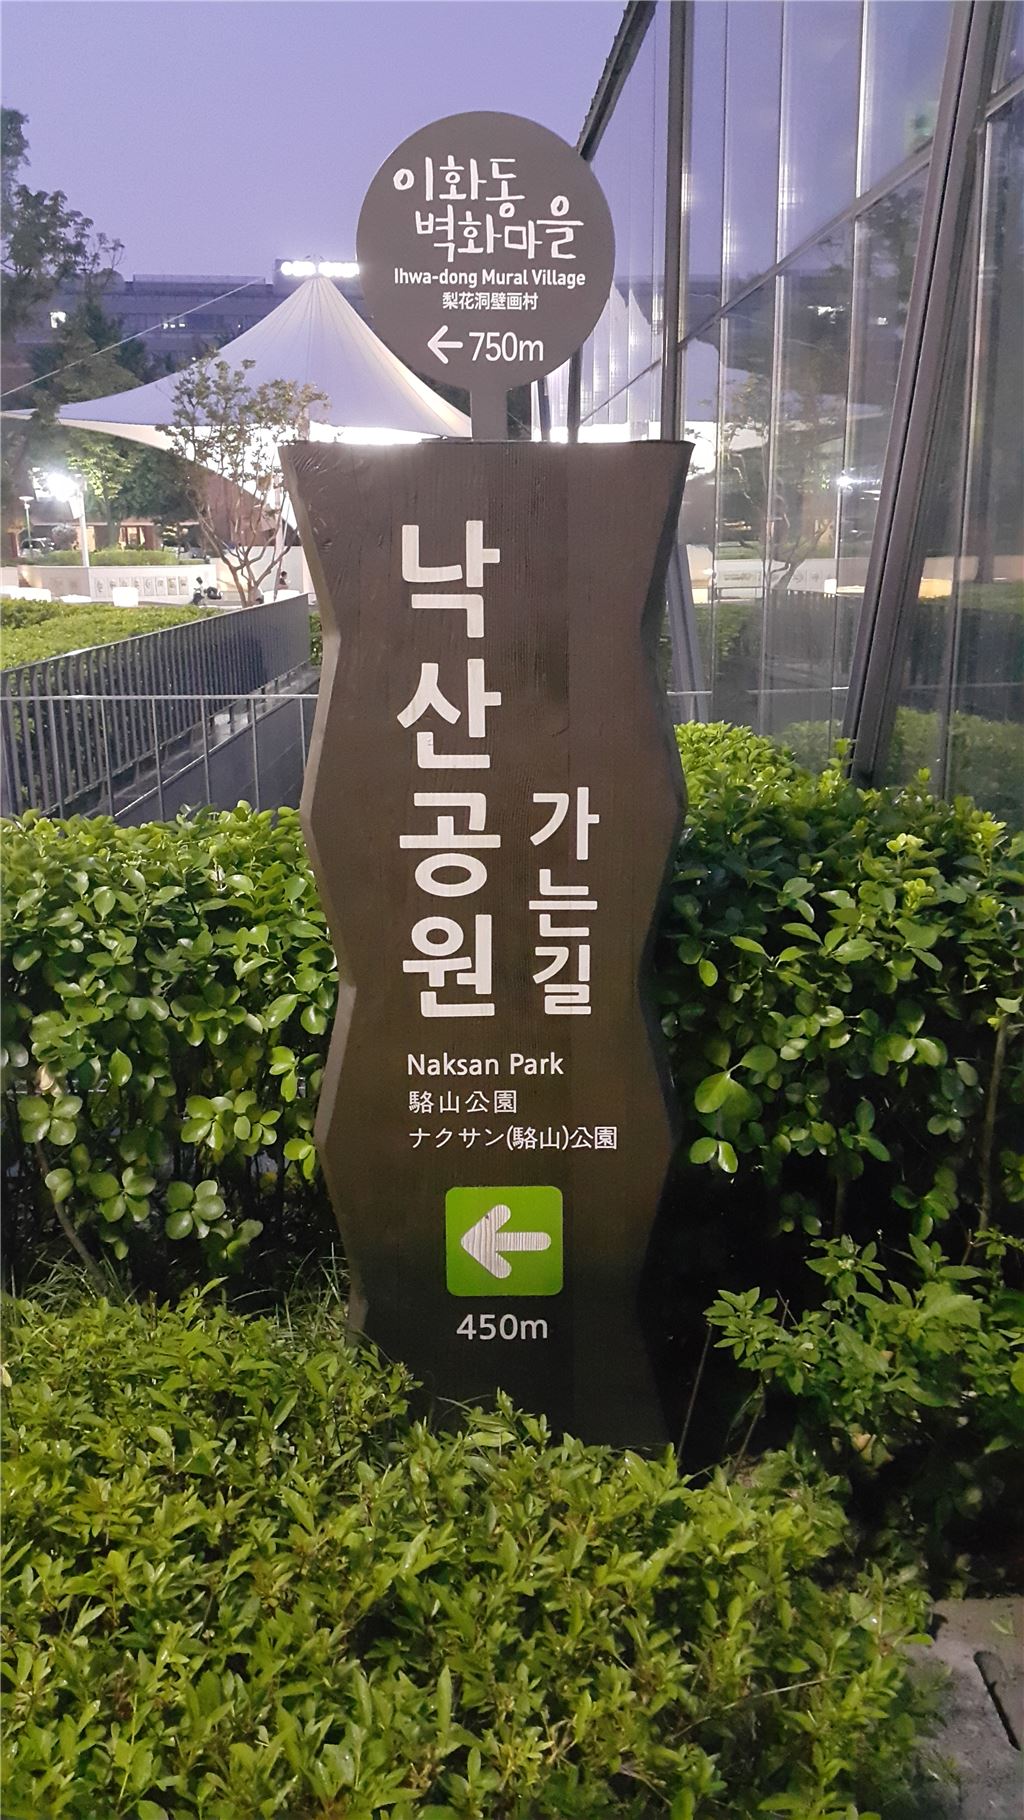 이화동
벽화마을
Ihwa-dong Mural Village
梨花洞壁画村
750m
낙산공원
가는길
Naksan Park
駱山公園
ナクサン(駱山)公園
450m